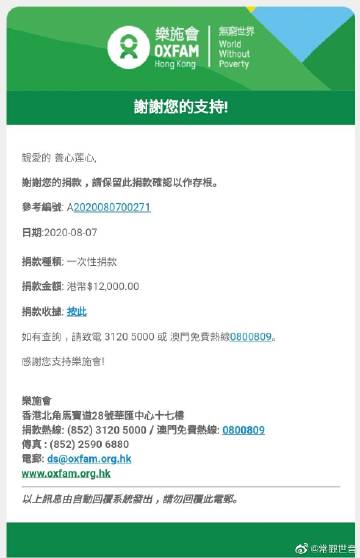 樂施會
OXFAM
Hong Kong
無窮世界
World
Without
Poverty
謝謝您的支持!
親愛的 善心蓮心,
謝謝您的捐款，請保留此捐款確認以作存根。
參考編號: A2020080700271
日期:2020-08-07
捐款種類: 一次性捐款
捐款金額: 港幣$12,000.00
捐款收據: 按此
如有查詢，請致電 3120 5000 或 澳門免費熱線0800809。
感謝您支持樂施會!
樂施會
香港北角馬寶道28號華匯中心十七樓
捐款熱線: (852) 3120 5000 / 澳門免費熱線: 0800809
傳真 : (852) 2590 6880
電郵: ds@oxfam.org.hk
www.oxfam.org.hk
以上訊息由自動回覆系統發出，請勿回覆此電郵。
@常觀世音